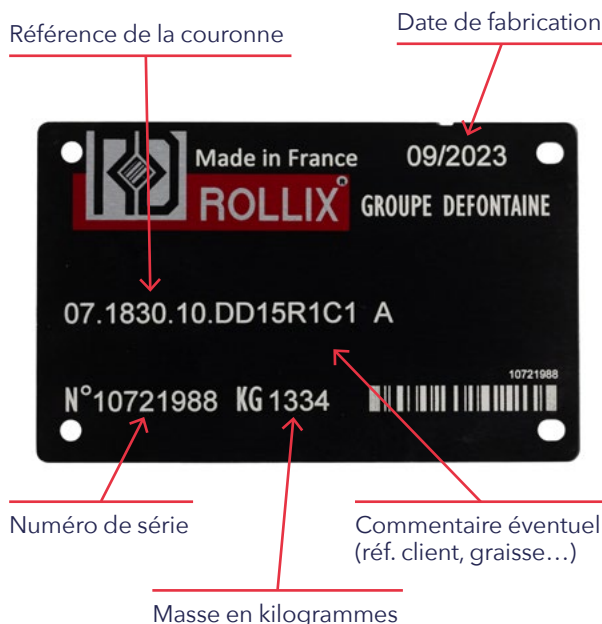 Référence de la couronne
Date de fabrication
Made in France
09/2023
ROLLIX®
GROUPE DEFONTAINE
07.1830.10.DD15R1C1 A
10721988
N°10721988 KG 1334
Numéro de série
Commentaire éventuel
(réf. client, graisse…)
Masse en kilogrammes